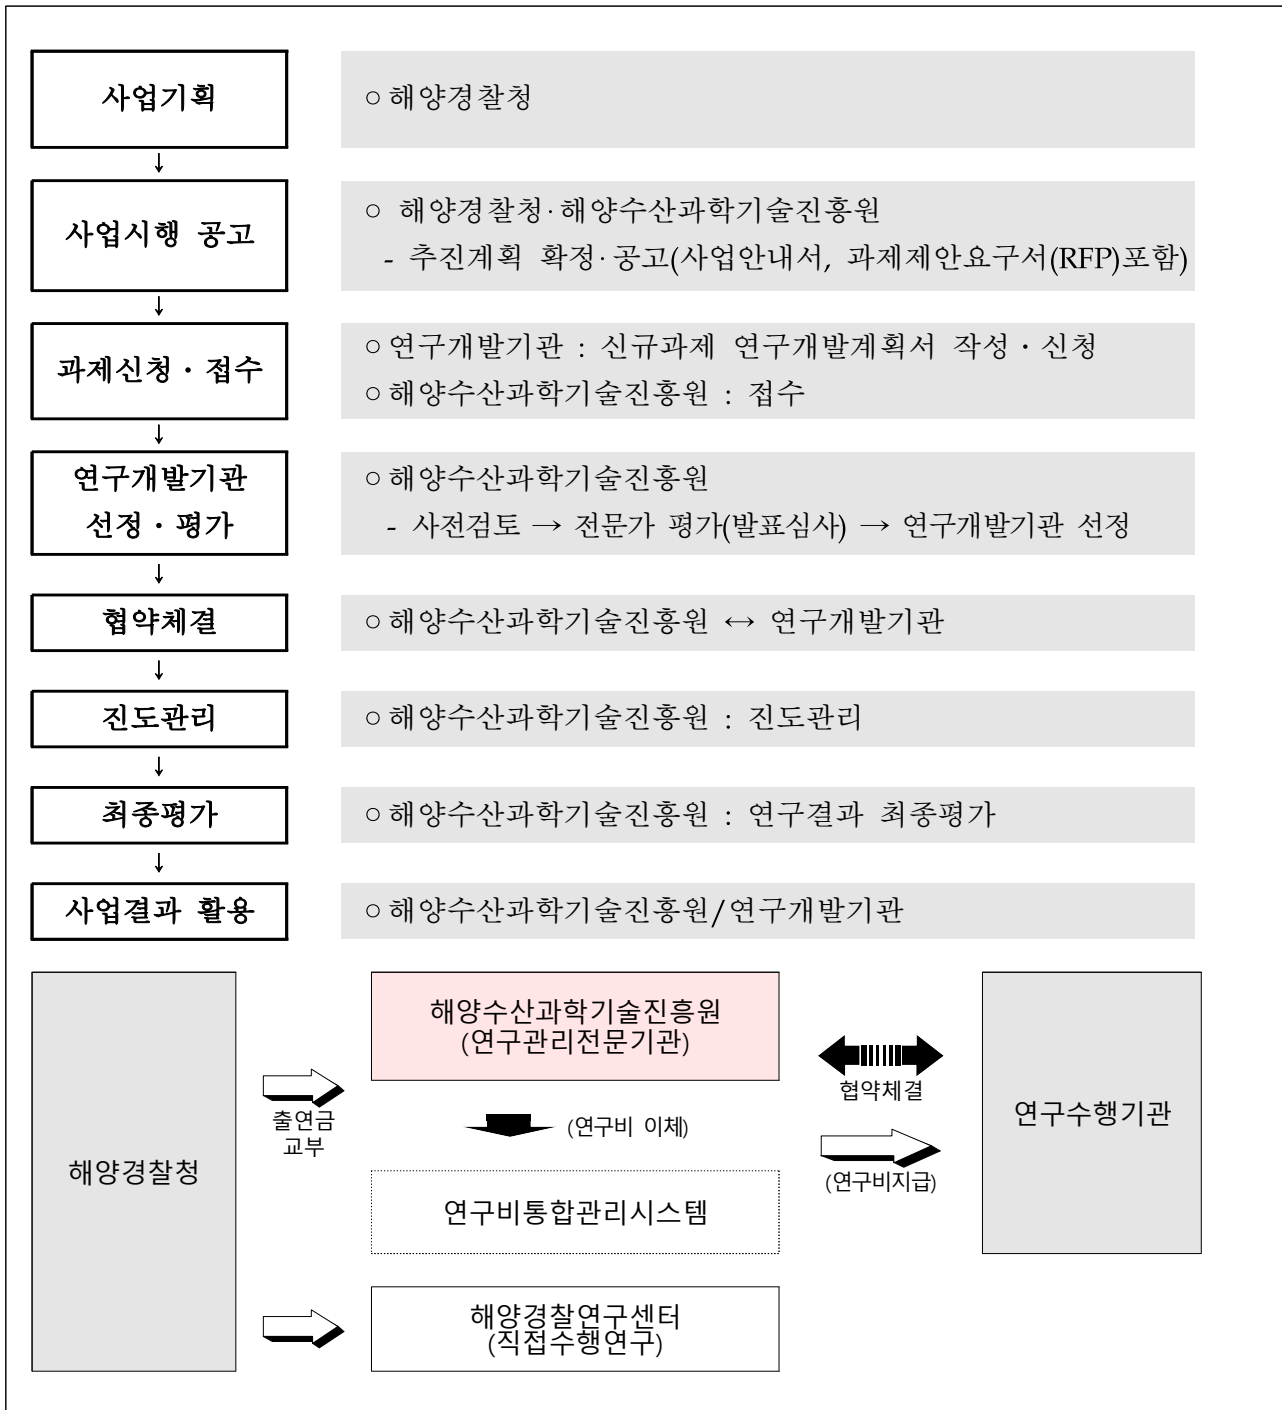 사업기획
○ 해양경찰청
↓
사업시행 공고
○ 해양경찰청·해양수산과학기술진흥원
- 추진계획 확정·공고(사업안내서, 과제제안요구서(RFP)포함)
↓
과제신청·접수
○ 연구개발기관 : 신규과제 연구개발계획서 작성·신청
○ 해양수산과학기술진흥원 : 접수
↓
연구개발기관
선정·평가
○ 해양수산과학기술진흥원
- 사전검토 → 전문가 평가(발표심사) → 연구개발기관 선정
↓
협약체결
○ 해양수산과학기술진흥원 ↔ 연구개발기관
↓
진도관리
○ 해양수산과학기술진흥원 : 진도관리
↓
최종평가
○ 해양수산과학기술진흥원 : 연구결과 최종평가
↓
사업결과 활용
○ 해양수산과학기술진흥원/연구개발기관
해양경찰청
출연금
교부
해양수산과학기술진흥원
(연구관리전문기관)
(연구비 이체)
연구비통합관리시스템
해양경찰연구센터
(직접수행연구)
협약체결
(연구비지급)
연구수행기관